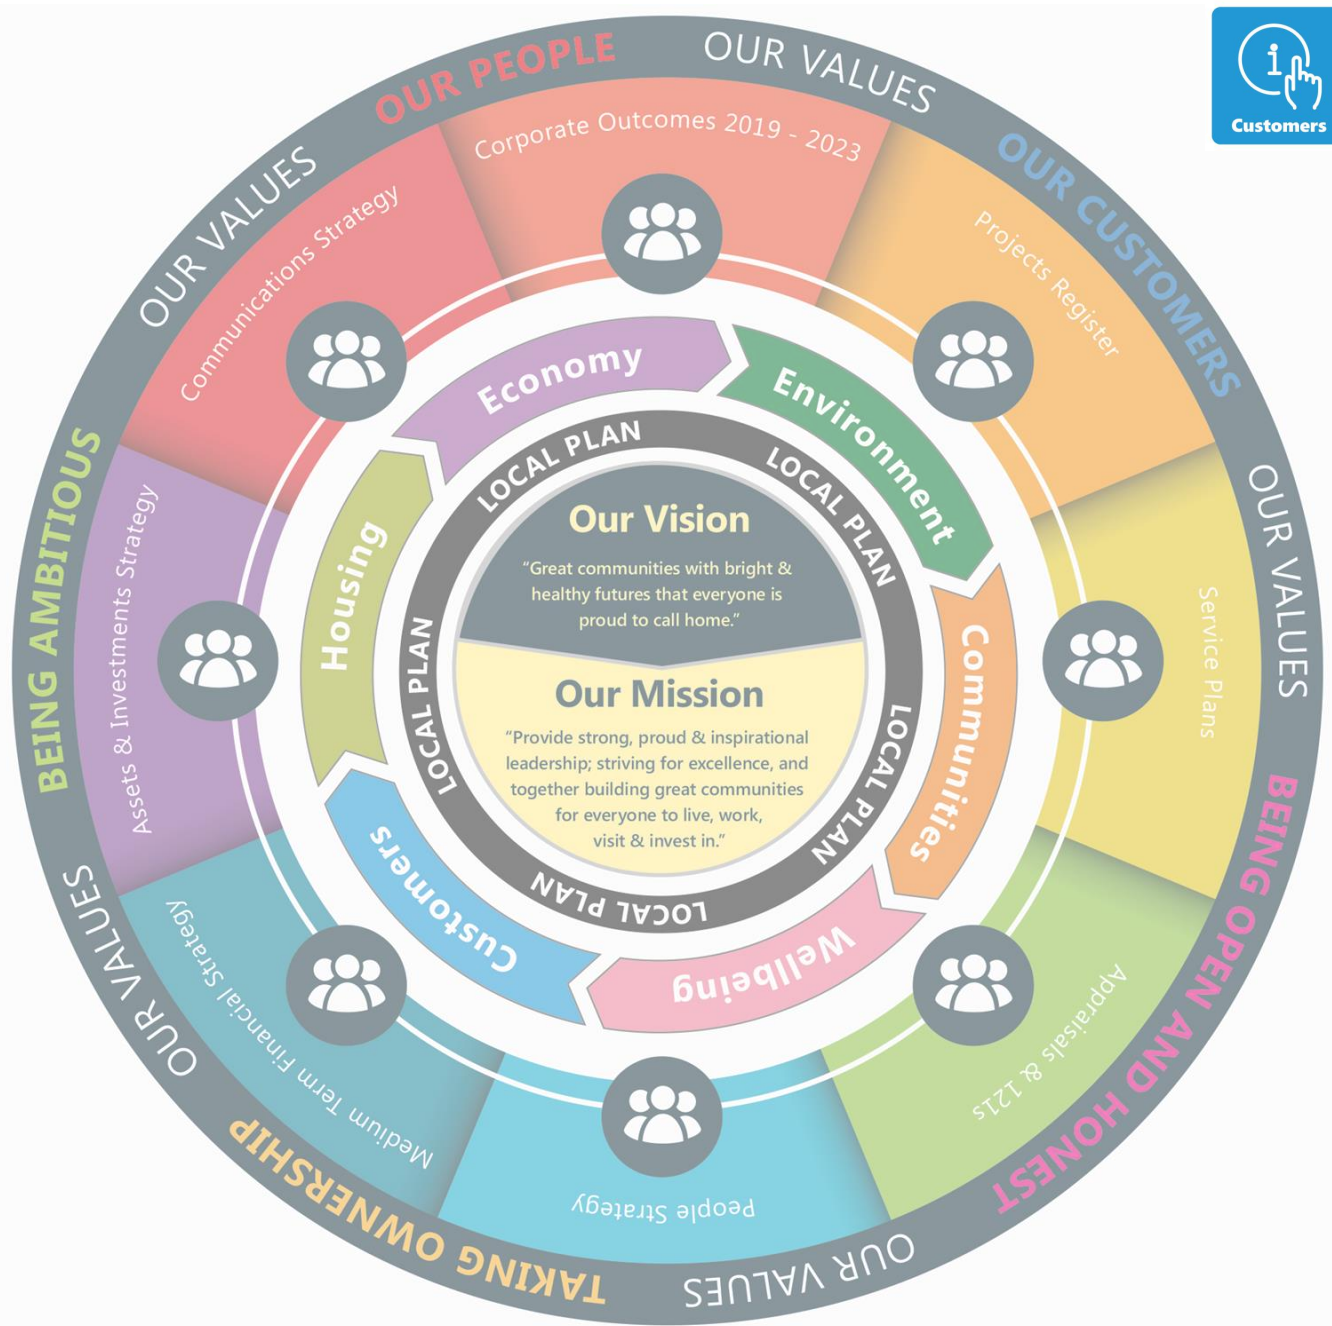 OUR PEOPLE
OUR VALUES
OUR CUSTOMERS
OUR VALUES
BEING OPEN AND HONEST
OUR VALUES
TAKING OWNERSHIP
OUR VALUES
BEING AMBITIOUS
OUR VALUES
Customers
Corporate Outcomes 2019 - 2023
Projects Register
Service Plans
Appraisals & 121s
People Strategy
Medium Term Financial Strategy
Assets & Investments Strategy
Communications Strategy
Economy
Environment
Communities
Wellbeing
Customers
Housing
LOCAL PLAN
LOCAL PLAN
LOCAL PLAN
LOCAL PLAN
LOCAL PLAN
Our Vision
“Great communities with bright &
healthy futures that everyone is
proud to call home.”
Our Mission
“Provide strong, proud & inspirational
leadership; striving for excellence, and
together building great communities
for everyone to live, work,
visit & invest in.”